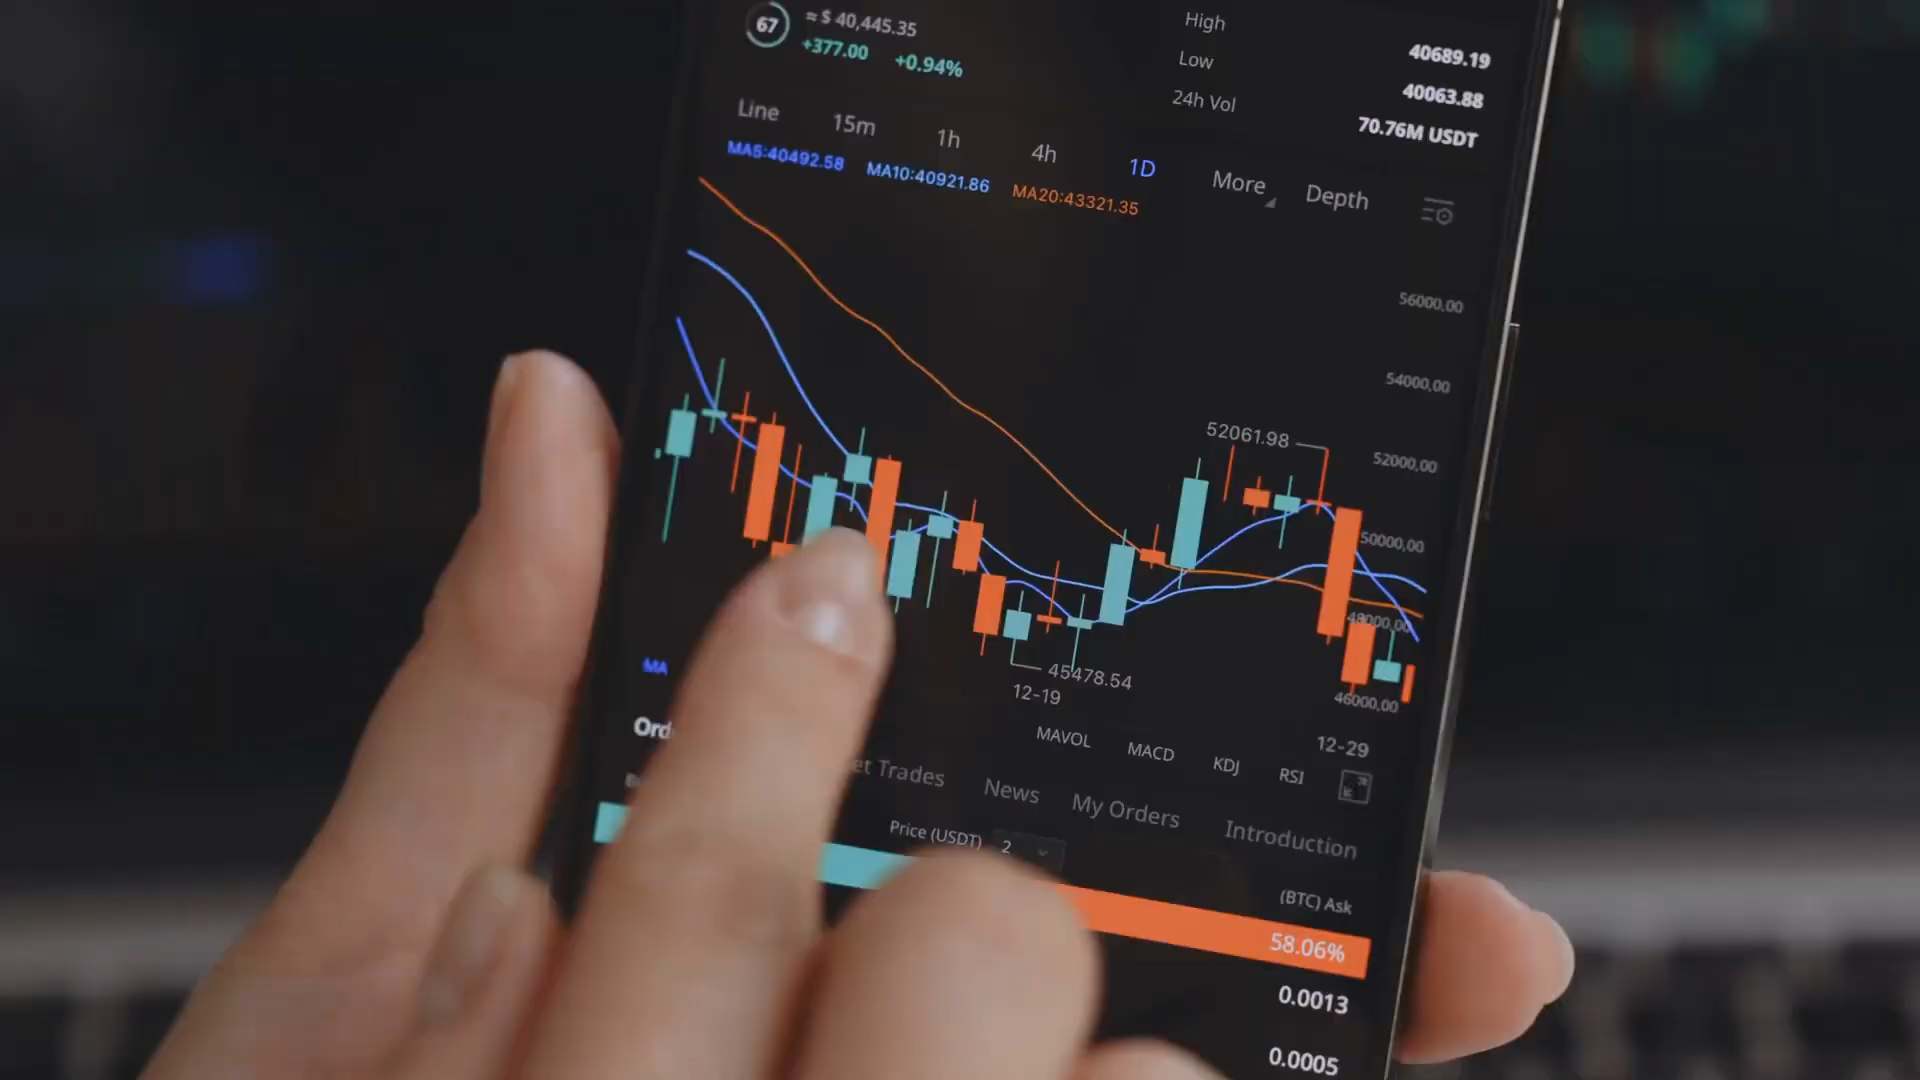 67
≈ $ 40,445.35
+377.00 +0.94%
High 40689.19
Low 40063.88
24h Vol 70.76M USDT
Line 15m 1h 4h 1D More Depth
MA5:40492.58 MA10:40921.86 MA20:43321.35
56000.00
54000.00
52061.98
52000.00
50000.00
48000.00
45478.54
46000.00
12-19
12-29
MA MAVOL MACD KDJ RSI
Ord et Trades News My Orders Introduction
Price (USDT) 2 (BTC) Ask
58.06%
0.0013
0.0005